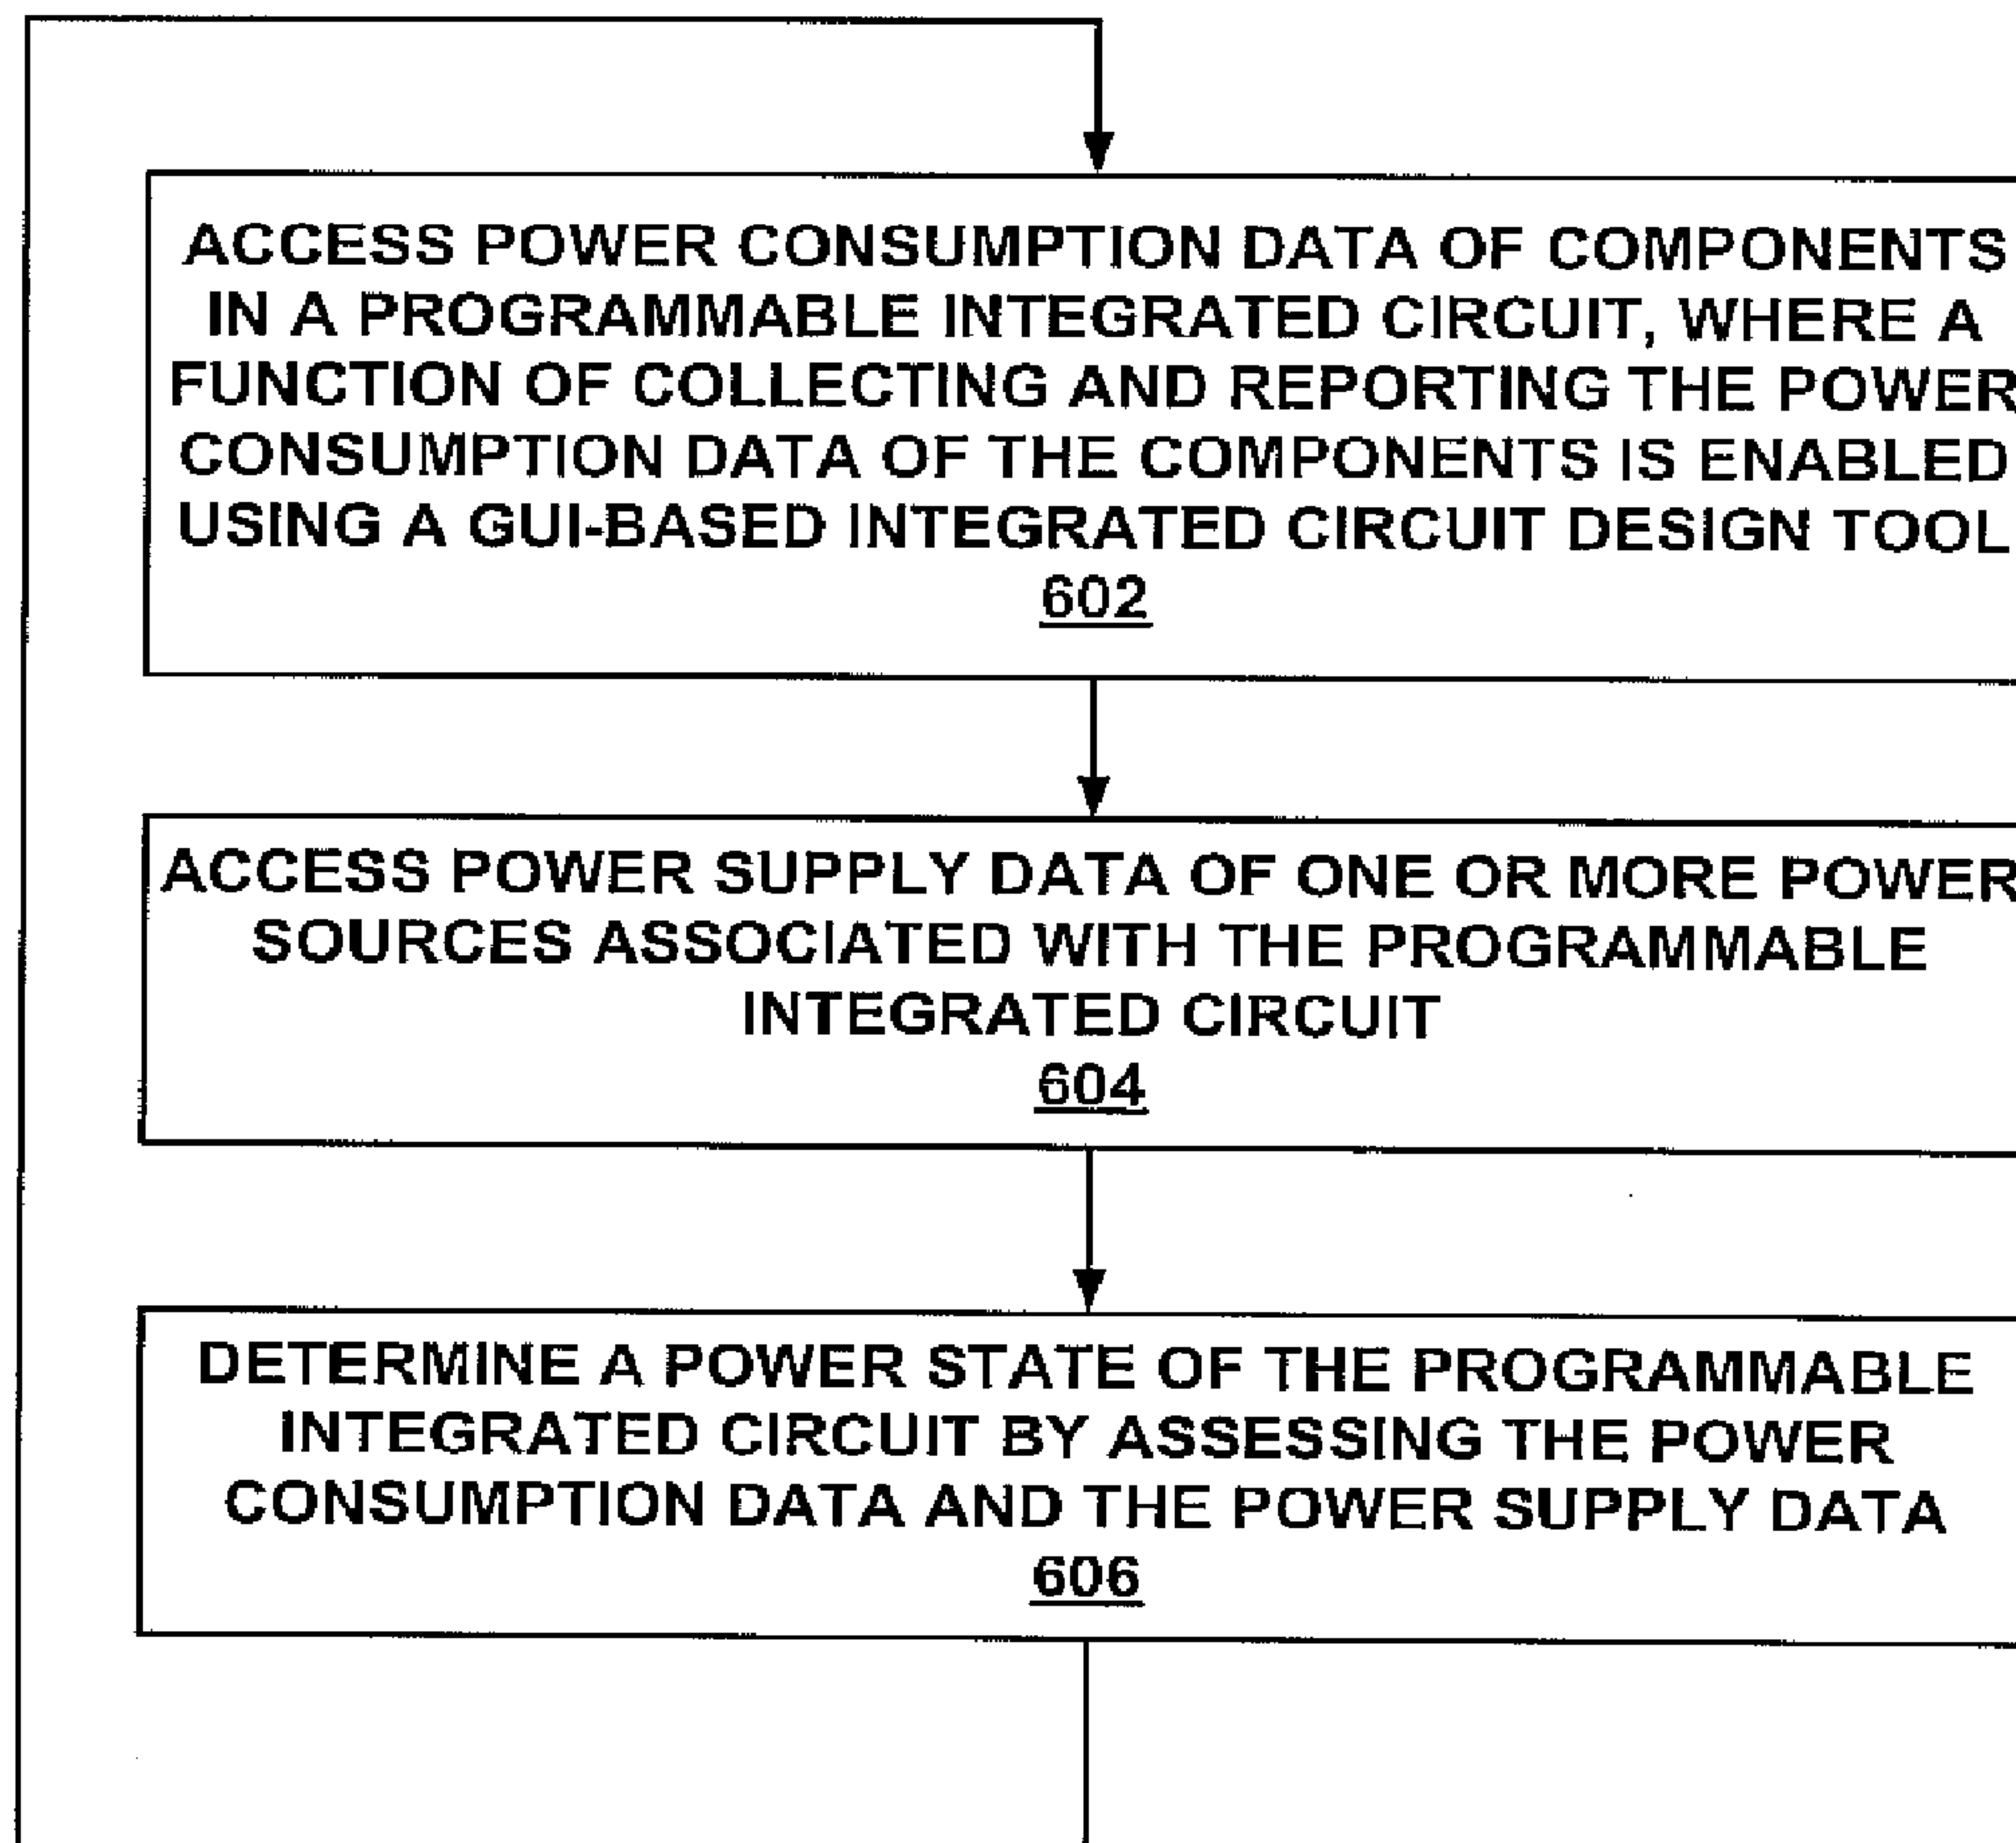 ACCESS POWER CONSUMPTION DATA OF COMPONENTS
IN A PROGRAMMABLE INTEGRATED CIRCUIT, WHERE A
FUNCTION OF COLLECTING AND REPORTING THE POWER
CONSUMPTION DATA OF THE COMPONENTS IS ENABLED
USING A GUI-BASED INTEGRATED CIRCUIT DESIGN TOOL
602
ACCESS POWER SUPPLY DATA OF ONE OR MORE POWER
SOURCES ASSOCIATED WITH THE PROGRAMMABLE
INTEGRATED CIRCUIT
604
DETERMINE A POWER STATE OF THE PROGRAMMABLE
INTEGRATED CIRCUIT BY ASSESSING THE POWER
CONSUMPTION DATA AND THE POWER SUPPLY DATA
606